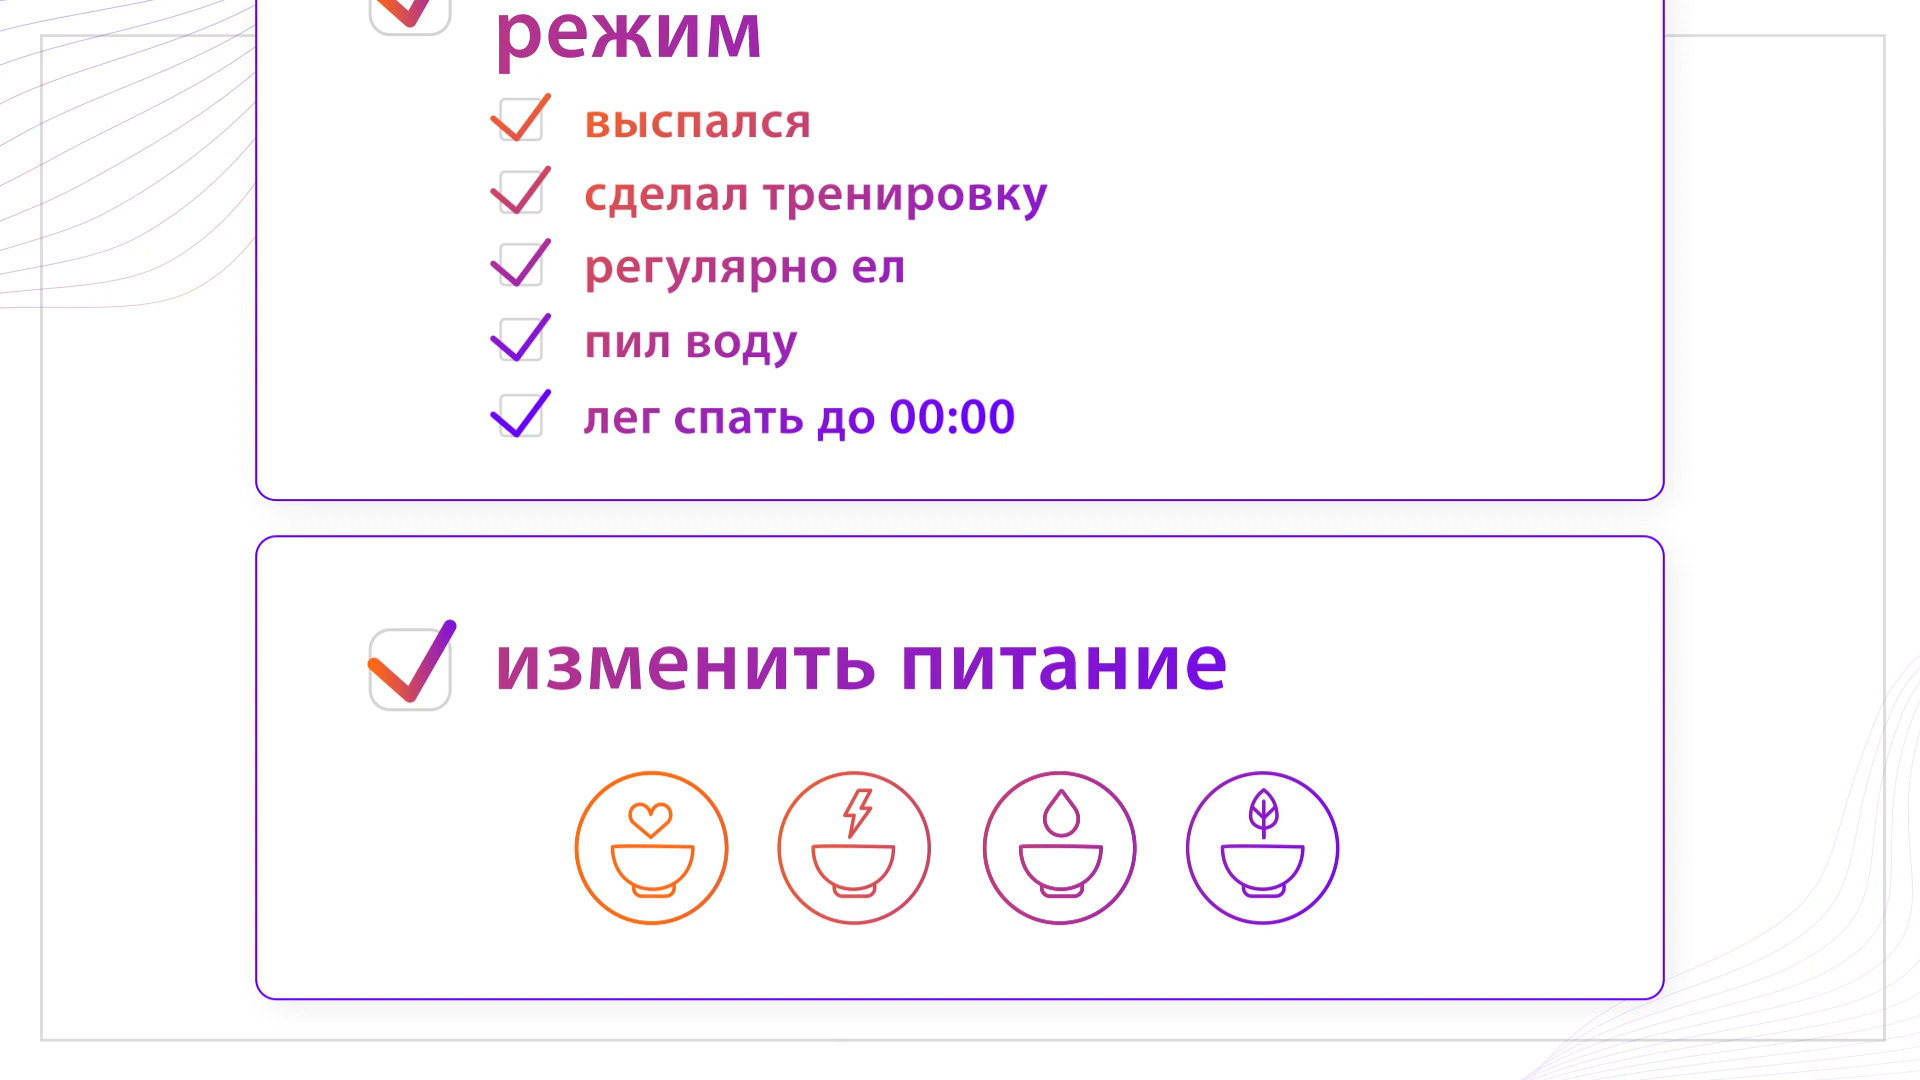 режим
выспался
сделал тренировку
регулярно ел
пил воду
лег спать до 00:00
изменить питание